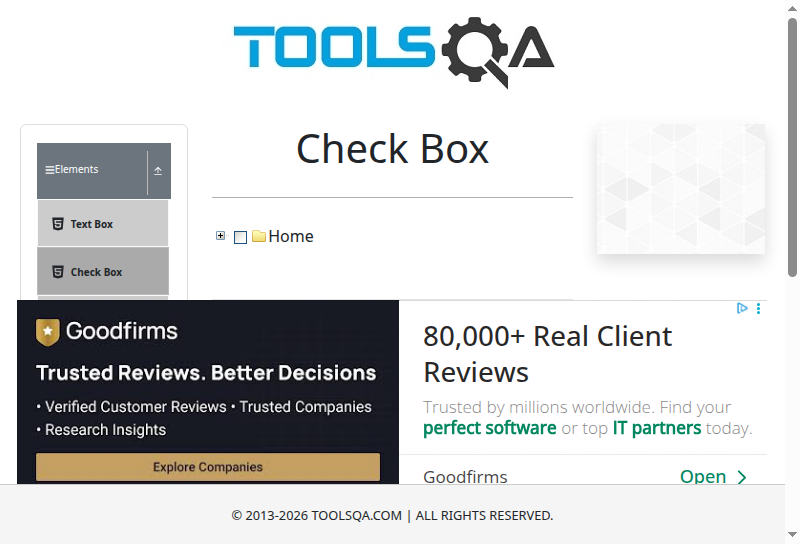 TOOLSQA
Elements
Text Box
Check Box
Check Box
Home
Goodfirms
Trusted Reviews. Better Decisions
• Verified Customer Reviews • Trusted Companies
• Research Insights
Explore Companies
80,000+ Real Client
Reviews
Trusted by millions worldwide. Find your
perfect software or top IT partners today.
Goodfirms
Open
© 2013-2026 TOOLSQA.COM | ALL RIGHTS RESERVED.